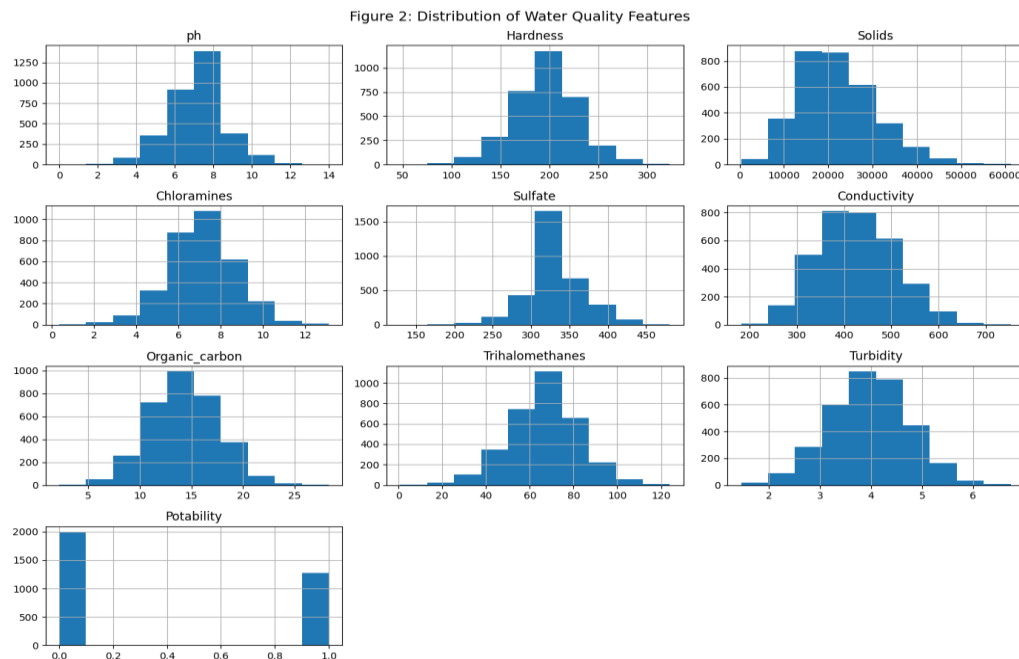 Figure 2: Distribution of Water Quality Features
ph
1250
1000
750
500
250
0
0 2 4 6 8 10 12 14
Hardness
1000
750
500
250
0
50 100 150 200 250 300
Solids
800
600
400
200
0
0 10000 20000 30000 40000 50000 60000
Chloramines
1000
800
600
400
200
0
0 2 4 6 8 10 12
Sulfate
1500
1000
500
0
150 200 250 300 350 400 450
Conductivity
800
600
400
200
0
200 300 400 500 600 700
Organic_carbon
1000
800
600
400
200
0
5 10 15 20 25
Trihalomethanes
1000
800
600
400
200
0
0 20 40 60 80 100 120
Turbidity
800
600
400
200
0
2 3 4 5 6
Potability
2000
1500
1000
500
0
0.0 0.2 0.4 0.6 0.8 1.0